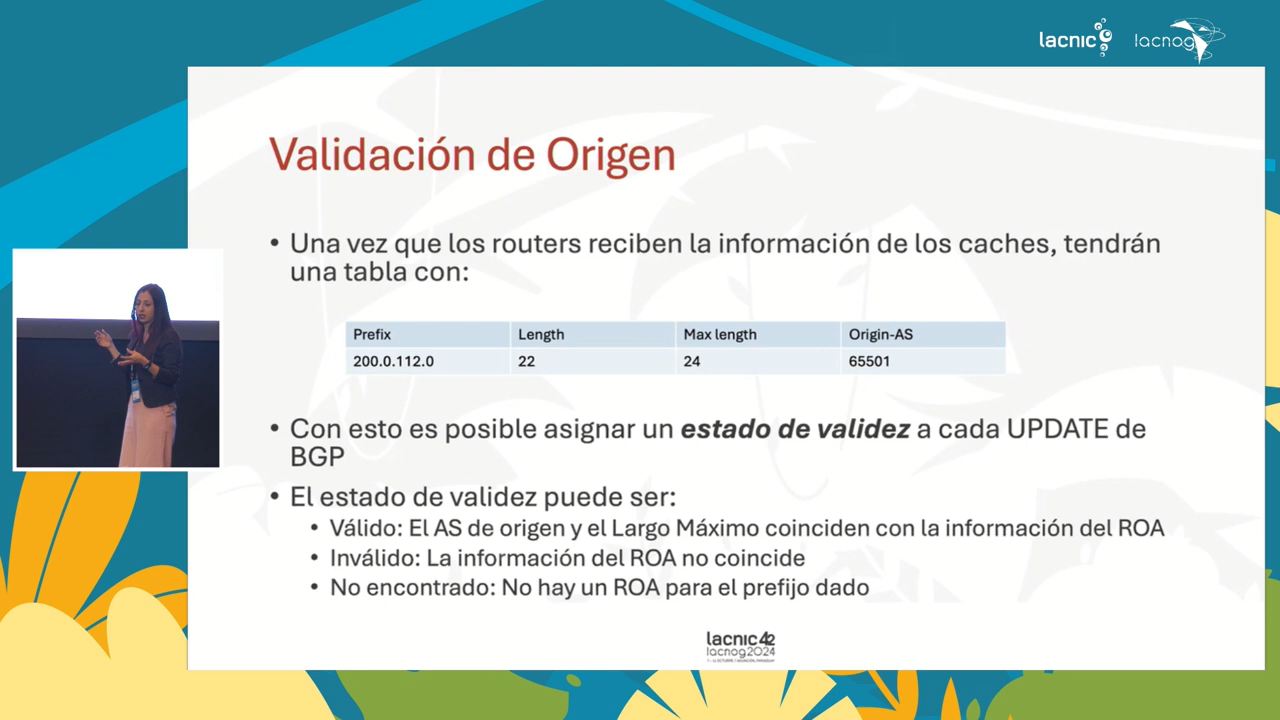 lacnic
lacnog
Validación de Origen
• Una vez que los routers reciben la información de los caches, tendrán
una tabla con:
Prefix Length Max length Origin-AS
200.0.112.0 22 24 65501
• Con esto es posible asignar un estado de validez a cada UPDATE de
BGP
• El estado de validez puede ser:
• Válido: El AS de origen y el Largo Máximo coinciden con la información del ROA
• Inválido: La información del ROA no coincide
• No encontrado: No hay un ROA para el prefijo dado
lacnic 42
lacnog2024